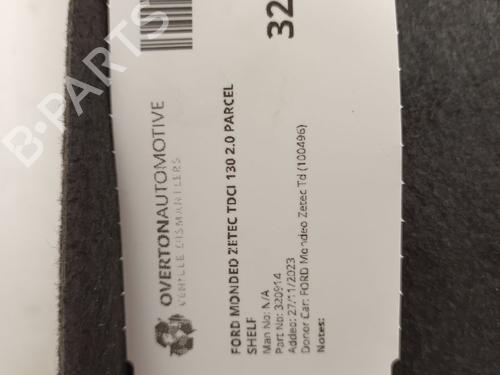 32
OVERTONAUTOMOTIVE
VEHICLE DISMANTLERS
FORD MONDEO ZETEC TDCI 130 2.0 PARCEL
SHELF
Man No: N/A
Part No: 320914
Added: 27/11/2023
Donor Car: FORD Mondeo Zetec Td (100496)
Notes:
B-PARTS